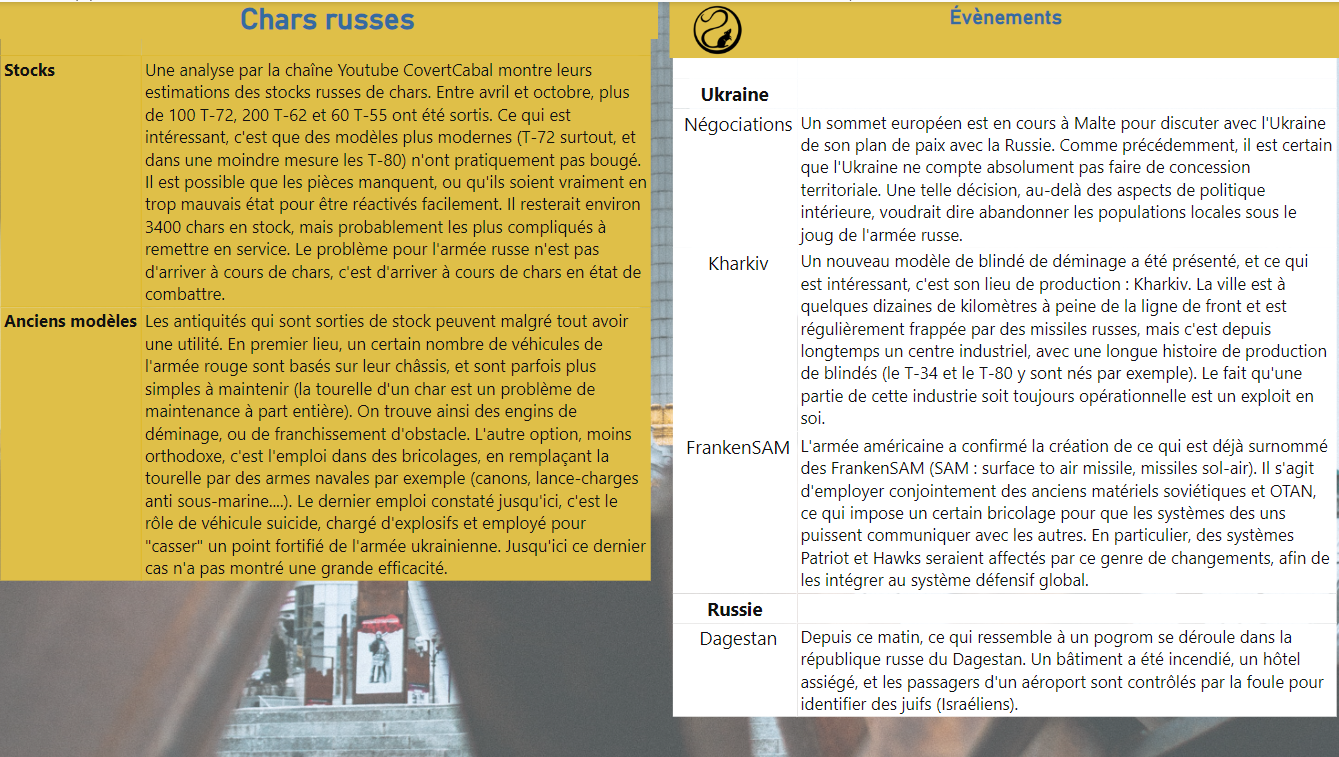 Chars russes
Stocks
Une analyse par la chaîne Youtube CovertCabal montre leurs
estimations des stocks russes de chars. Entre avril et octobre, plus
de 100 T-72, 200 T-62 et 60 T-55 ont été sortis. Ce qui est
intéressant, c'est que des modèles plus modernes (T-72 surtout, et
dans une moindre mesure les T-80) n'ont pratiquement pas bougé.
Il est possible que les pièces manquent, ou qu'ils soient vraiment en
trop mauvais état pour être réactivés facilement. Il resterait environ
3400 chars en stock, mais probablement les plus compliqués à
remettre en service. Le problème pour l'armée russe n'est pas
d'arriver à cours de chars, c'est d'arriver à cours de chars en état de
combattre.
Anciens modèles
Les antiquités qui sont sorties de stock peuvent malgré tout avoir
une utilité. En premier lieu, un certain nombre de véhicules de
l'armée rouge sont basés sur leur châssis, et sont parfois plus
simples à maintenir (la tourelle d'un char est un problème de
maintenance à part entière). On trouve ainsi des engins de
déminage, ou de franchissement d'obstacle. L'autre option, moins
orthodoxe, c'est l'emploi dans des bricolages, en remplaçant la
tourelle par des armes navales par exemple (canons, lance-charges
anti sous-marine....). Le dernier emploi constaté jusqu'ici, c'est le
rôle de véhicule suicide, chargé d'explosifs et employé pour
"casser" un point fortifié de l'armée ukrainienne. Jusqu'ici ce dernier
cas n'a pas montré une grande efficacité.
Évènements
Ukraine
Négociations
Un sommet européen est en cours à Malte pour discuter avec l'Ukraine
de son plan de paix avec la Russie. Comme précédemment, il est certain
que l'Ukraine ne compte absolument pas faire de concession
territoriale. Une telle décision, au-delà des aspects de politique
intérieure, voudrait dire abandonner les populations locales sous le
joug de l'armée russe.
Kharkiv
Un nouveau modèle de blindé de déminage a été présenté, et ce qui
est intéressant, c'est son lieu de production : Kharkiv. La ville est à
quelques dizaines de kilomètres à peine de la ligne de front et est
régulièrement frappée par des missiles russes, mais c'est depuis
longtemps un centre industriel, avec une longue histoire de production
de blindés (le T-34 et le T-80 y sont nés par exemple). Le fait qu'une
partie de cette industrie soit toujours opérationnelle est un exploit en
soi.
FrankenSAM
L'armée américaine a confirmé la création de ce qui est déjà surnommé
des FrankenSAM (SAM : surface to air missile, missiles sol-air). Il s'agit
d'employer conjointement des anciens matériels soviétiques et OTAN,
ce qui impose un certain bricolage pour que les systèmes des uns
puissent communiquer avec les autres. En particulier, des systèmes
Patriot et Hawks seraient affectés par ce genre de changements, afin de
les intégrer au système défensif global.
Russie
Dagestan
Depuis ce matin, ce qui ressemble à un pogrom se déroule dans la
république russe du Dagestan. Un bâtiment a été incendié, un hôtel
assiégé, et les passagers d'un aéroport sont contrôlés par la foule pour
identifier des juifs (Israéliens).